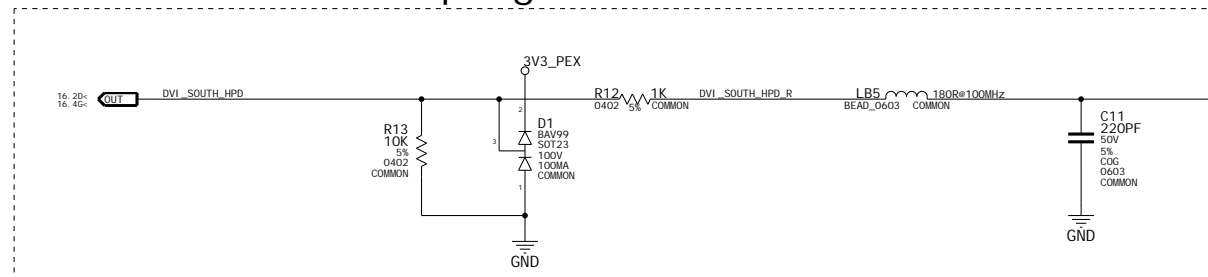 3V3_PEX
16.2D<
16.4G<
OUT
DVI_SOUTH_HPD
R12
1K
0402
5%
COMMON
DVI_SOUTH_HPD_R
LB5
180R@100MHz
BEAD_0603
COMMON
R13
10K
5%
0402
COMMON
2
3
1
D1
BAV99
SOT23
100V
100MA
COMMON
C11
220PF
50V
5%
C0G
0603
COMMON
GND
GND